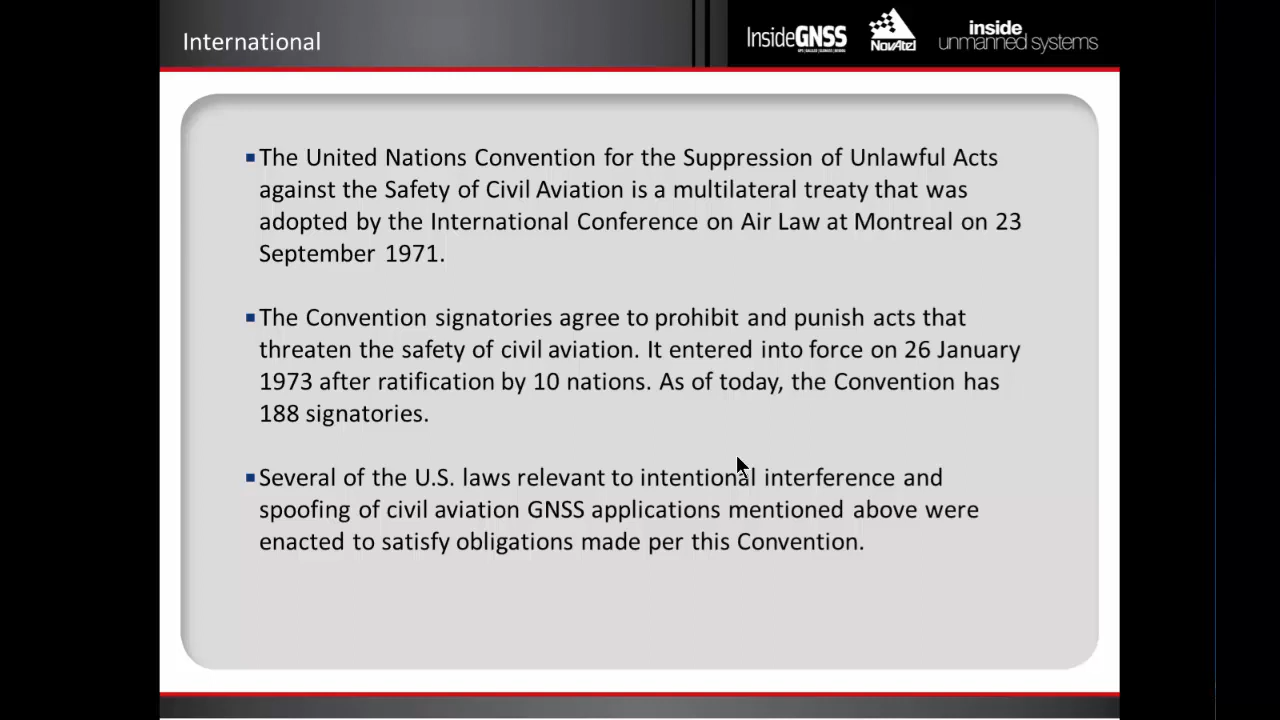 International
InsideGNSS
NovAtel
inside
unmanned systems
The United Nations Convention for the Suppression of Unlawful Acts
against the Safety of Civil Aviation is a multilateral treaty that was
adopted by the International Conference on Air Law at Montreal on 23
September 1971.
The Convention signatories agree to prohibit and punish acts that
threaten the safety of civil aviation. It entered into force on 26 January
1973 after ratification by 10 nations. As of today, the Convention has
188 signatories.
Several of the U.S. laws relevant to intentional interference and
spoofing of civil aviation GNSS applications mentioned above were
enacted to satisfy obligations made per this Convention.